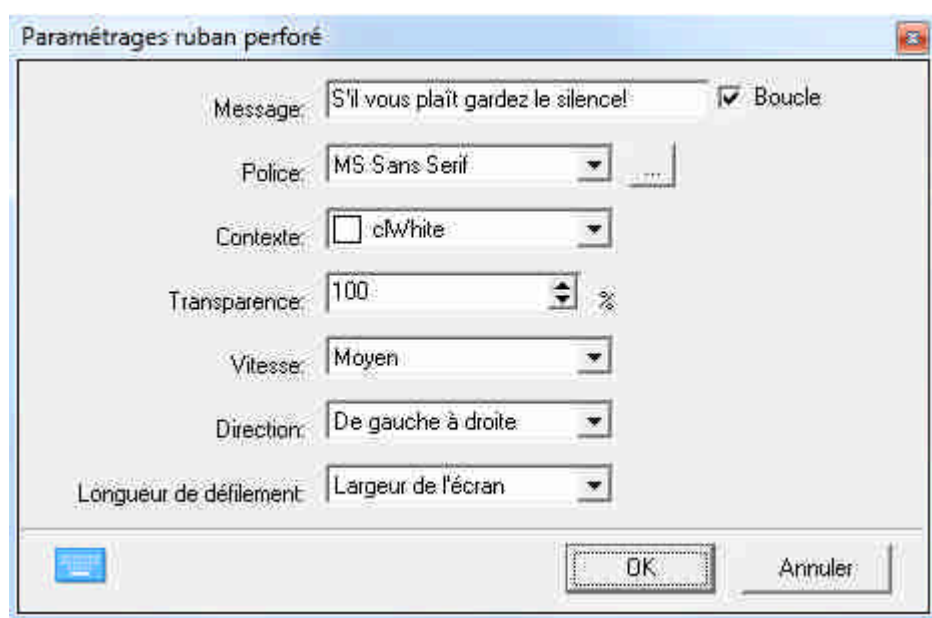 Paramétrages ruban perforé
Message: S'il vous plaît gardez le silence! Boucle
Police: MS Sans Serif ...
Contexte: clWhite
Transparence: 100 %
Vitesse: Moyen
Direction: De gauche à droite
Longueur de défilement: Largeur de l'écran
OK Annuler